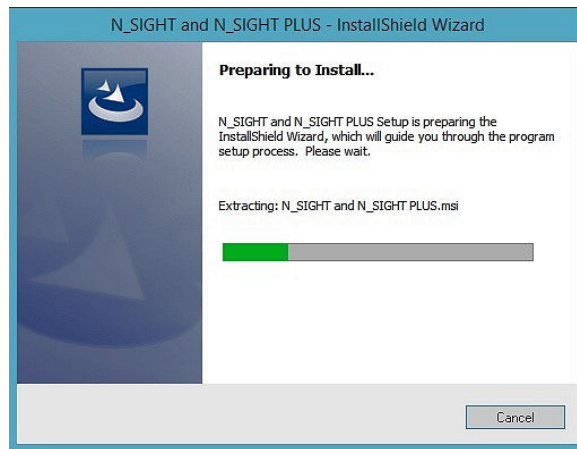 N_SIGHT and N_SIGHT PLUS - InstallShield Wizard
Preparing to Install...
N_SIGHT and N_SIGHT PLUS Setup is preparing the
InstallShield Wizard, which will guide you through the program
setup process. Please wait.
Extracting: N_SIGHT and N_SIGHT PLUS.msi
Cancel